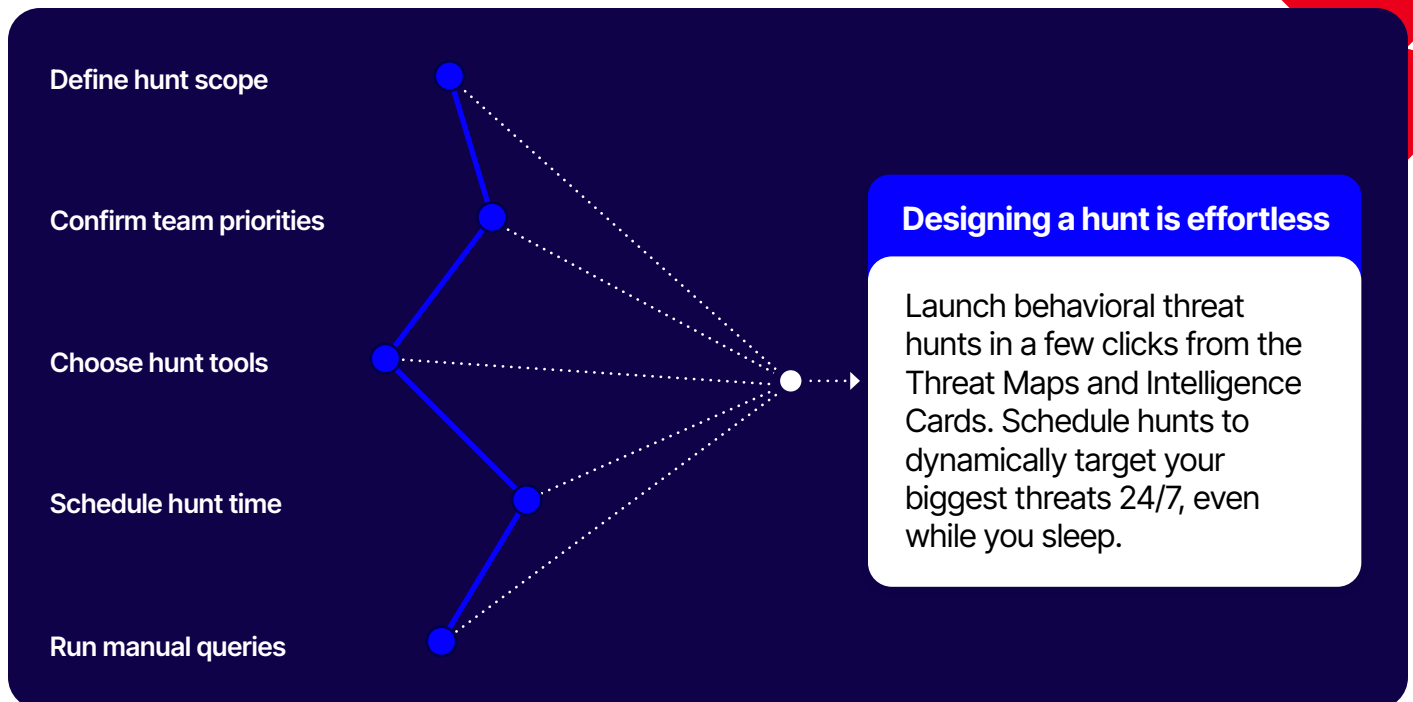 Define hunt scope
Confirm team priorities
Choose hunt tools
Schedule hunt time
Run manual queries
Designing a hunt is effortless
Launch behavioral threat
hunts in a few clicks from the
Threat Maps and Intelligence
Cards. Schedule hunts to
dynamically target your
biggest threats 24/7, even
while you sleep.